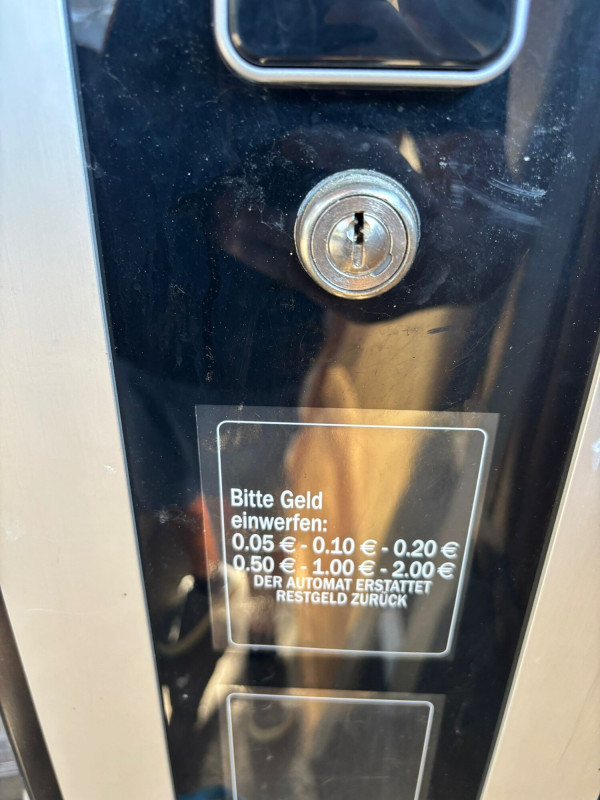 Bitte Geld
einwerfen:
0.05 € - 0.10 € - 0.20 €
0.50 € - 1.00 € - 2.00 €
DER AUTOMAT ERSTATTET
RESTGELD ZURÜCK